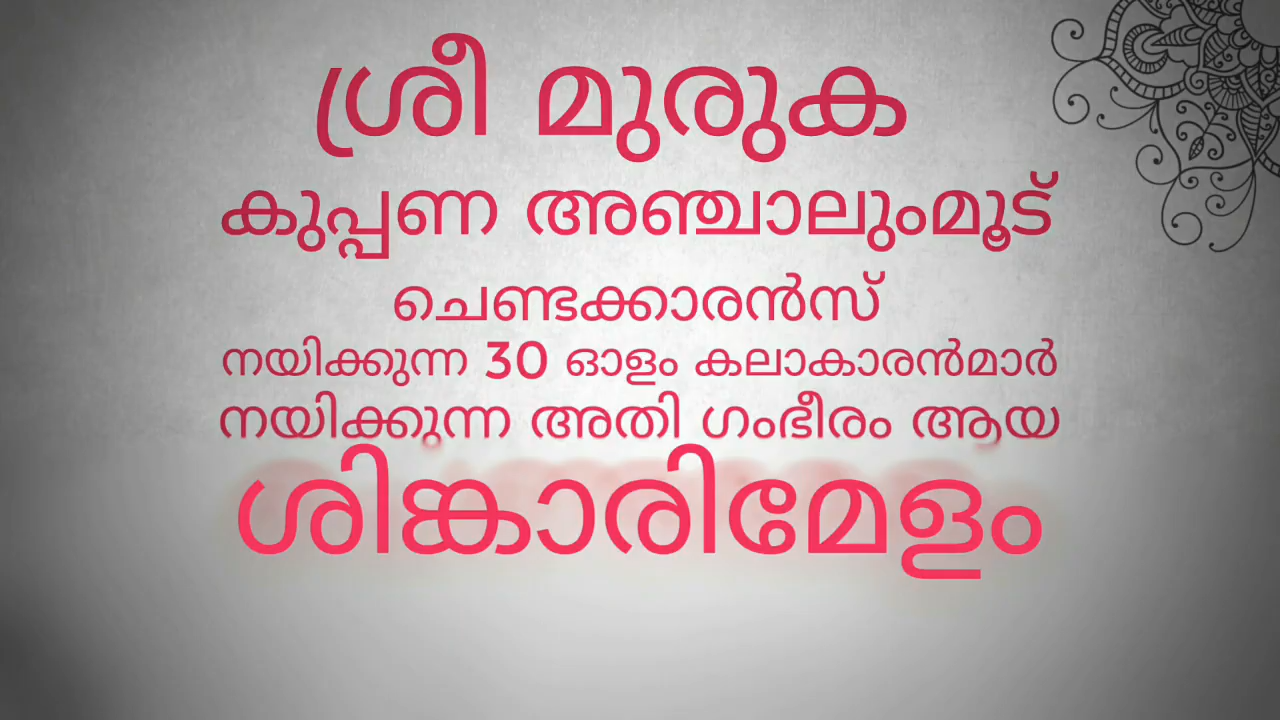 ശ്രീ മുരുക
കുപ്പണ അഞ്ചാലുംമൂട്
ചെണ്ടക്കാരൻസ്
നയിക്കുന്ന 30 ഓളം കലാകാരൻമാർ
നയിക്കുന്ന അതി ഗംഭീരം ആയ
ശിങ്കാരിമേളം